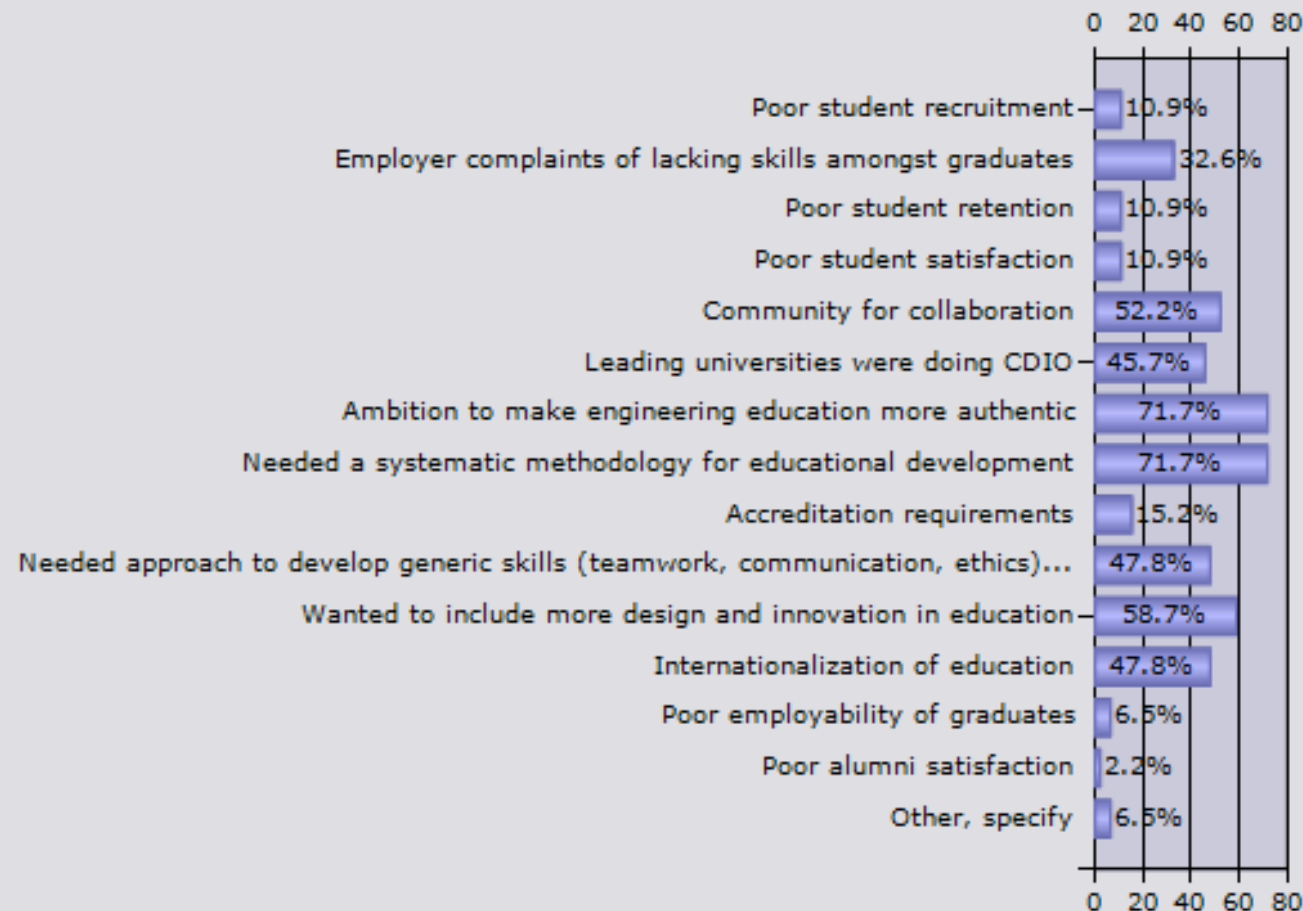 0 20 40 60 80
Poor student recruitment 10.9%
Employer complaints of lacking skills amongst graduates 32.6%
Poor student retention 10.9%
Poor student satisfaction 10.9%
Community for collaboration 52.2%
Leading universities were doing CDIO 45.7%
Ambition to make engineering education more authentic 71.7%
Needed a systematic methodology for educational development 71.7%
Accreditation requirements 15.2%
Needed approach to develop generic skills (teamwork, communication, ethics)... 47.8%
Wanted to include more design and innovation in education 58.7%
Internationalization of education 47.8%
Poor employability of graduates 6.5%
Poor alumni satisfaction 2.2%
Other, specify 6.5%
0 20 40 60 80